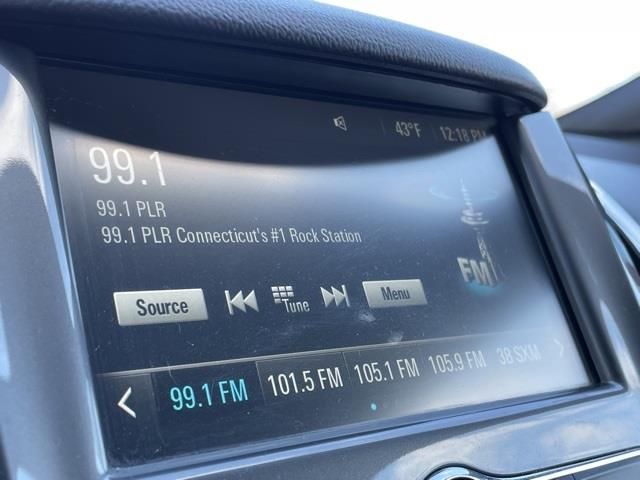 43°F 12:18 PM
99.1
99.1 PLR
99.1 PLR Connecticut's #1 Rock Station
FM
Source Tune Menu
99.1 FM 101.5 FM 105.1 FM 105.9 FM 38 SXM